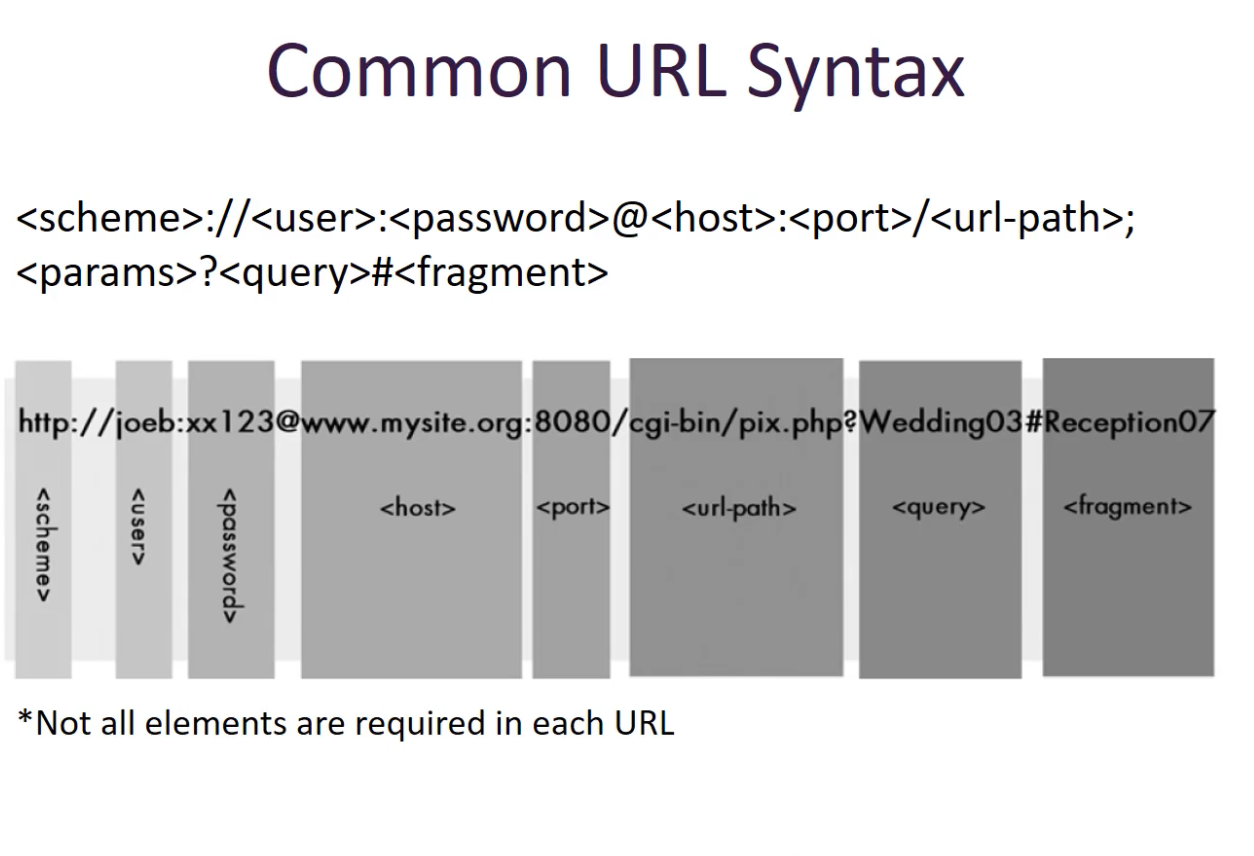 Common URL Syntax
<scheme>://<user>:<password>@<host>:<port>/<url-path>;
<params>?<query>#<fragment>
http://joeb:xx123@www.mysite.org:8080/cgi-bin/pix.php?Wedding03#Reception07
<scheme> <user> <password> <host> <port> <url-path> <query> <fragment>
*Not all elements are required in each URL